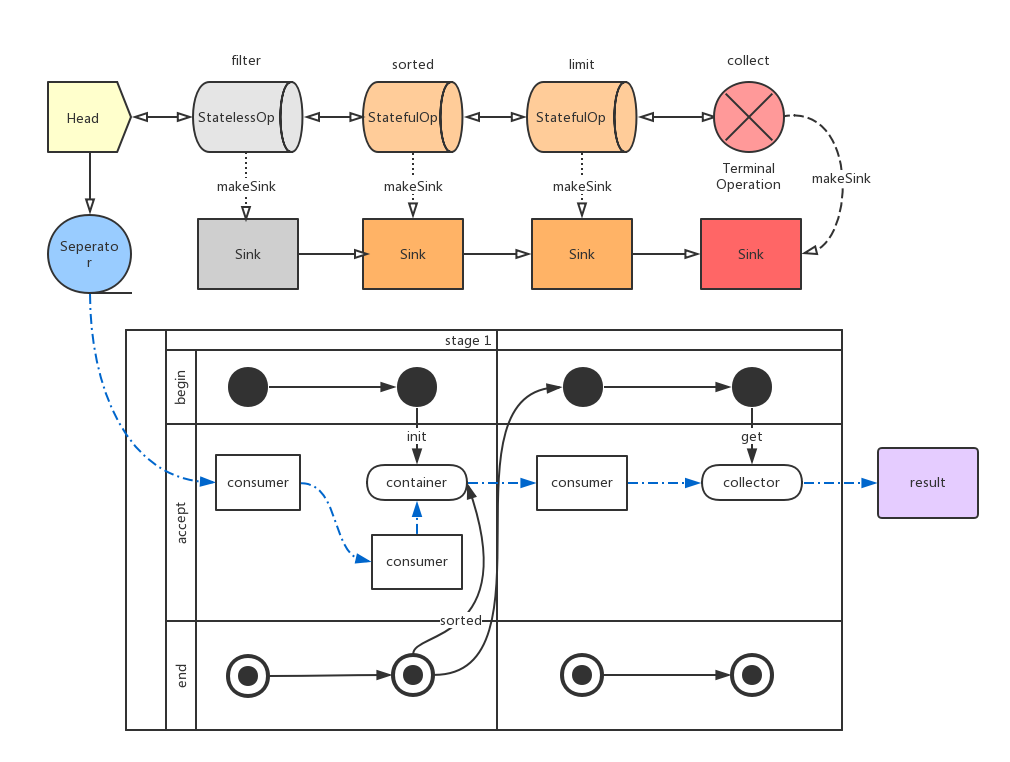 filter
sorted
limit
collect
Head
StatelessOp
StatefulOp
StatefulOp
Terminal
Operation
makeSink
makeSink
makeSink
makeSink
Seperato
r
Sink
Sink
Sink
Sink
stage 1
begin
init
get
accept
consumer
container
consumer
collector
result
consumer
sorted
end